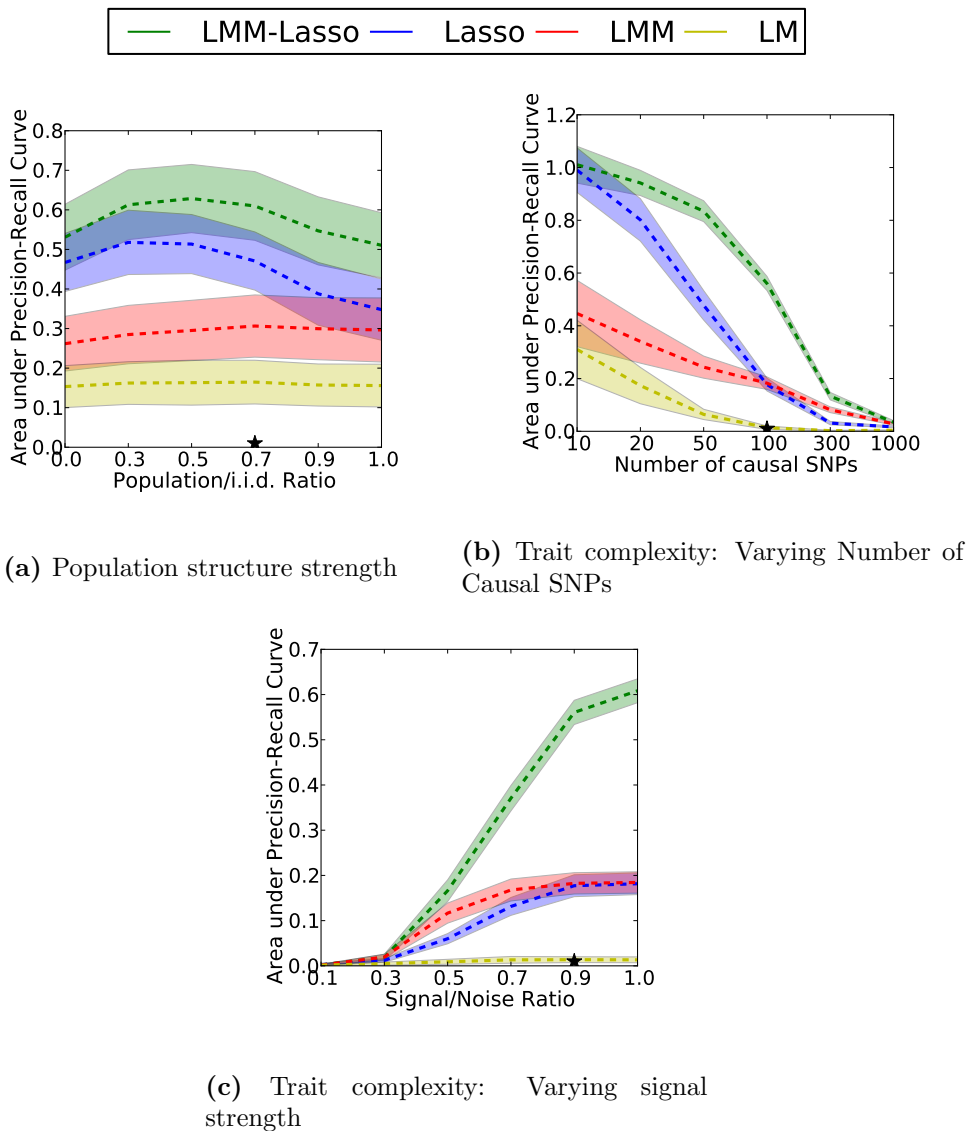 LMM-Lasso Lasso LMM LM
Area under Precision-Recall Curve
0.8
0.7
0.6
0.5
0.4
0.3
0.2
0.1
0.0
0.0 0.3 0.5 0.7 0.9 1.0
Population/i.i.d. Ratio
(a) Population structure strength
Area under Precision-Recall Curve
1.2
1.0
0.8
0.6
0.4
0.2
0.0
10 20 50 100 300 1000
Number of causal SNPs
(b) Trait complexity: Varying Number of
Causal SNPs
Area under Precision-Recall Curve
0.7
0.6
0.5
0.4
0.3
0.2
0.1
0.0
0.1 0.3 0.5 0.7 0.9 1.0
Signal/Noise Ratio
(c) Trait complexity: Varying signal
strength